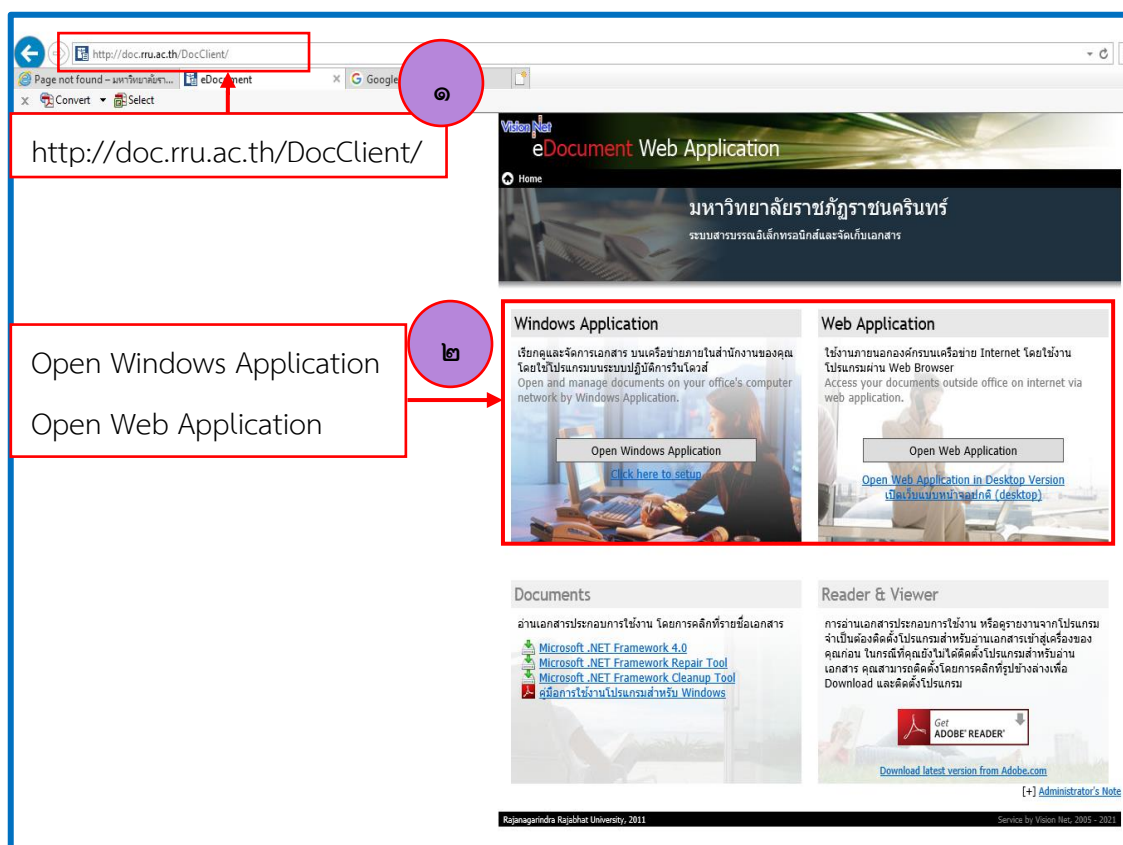 http://doc.rru.ac.th/DocClient/
Page not found – มหาวิทยาลัยรา...
eDocument
Google
Convert
Select
๑
http://doc.rru.ac.th/DocClient/
Vision Net
eDocument Web Application
Home
มหาวิทยาลัยราชภัฏราชนครินทร์
ระบบสารบรรณอิเล็กทรอนิกส์และจัดเก็บเอกสาร
๒
Open Windows Application
Open Web Application
Windows Application
เรียกดูและจัดการเอกสาร บนเครือข่ายภายในสำนักงานของคุณ
โดยใช้โปรแกรมบนระบบปฏิบัติการวินโดวส์
Open and manage documents on your office's computer
network by Windows Application.
Open Windows Application
Click here to setup
Web Application
ใช้งานภายนอกองค์กรบนเครือข่าย Internet โดยใช้งาน
โปรแกรมผ่าน Web Browser
Access your documents outside office on internet via
web application.
Open Web Application
Open Web Application in Desktop Version
เปิดเว็บแบบหน้าจอปกติ (desktop)
Documents
อ่านเอกสารประกอบการใช้งาน โดยการคลิกที่รายชื่อเอกสาร
Microsoft .NET Framework 4.0
Microsoft .NET Framework Repair Tool
Microsoft .NET Framework Cleanup Tool
คู่มือการใช้งานโปรแกรมสำหรับ Windows
Reader & Viewer
การอ่านเอกสารประกอบการใช้งาน หรือดูรายงานจากโปรแกรม
จำเป็นต้องติดตั้งโปรแกรมสำหรับอ่านเอกสารเข้าสู่เครื่องของ
คุณก่อน ในกรณีที่คุณยังไม่ได้ติดตั้งโปรแกรมสำหรับอ่าน
เอกสาร คุณสามารถติดตั้งโดยการคลิกที่รูปข้างล่างเพื่อ
Download และติดตั้งโปรแกรม
Get
ADOBE® READER®
Download latest version from Adobe.com
[+] Administrator's Note
Rajanagarindra Rajabhat University, 2011
Service by Vision Net, 2005 - 2021